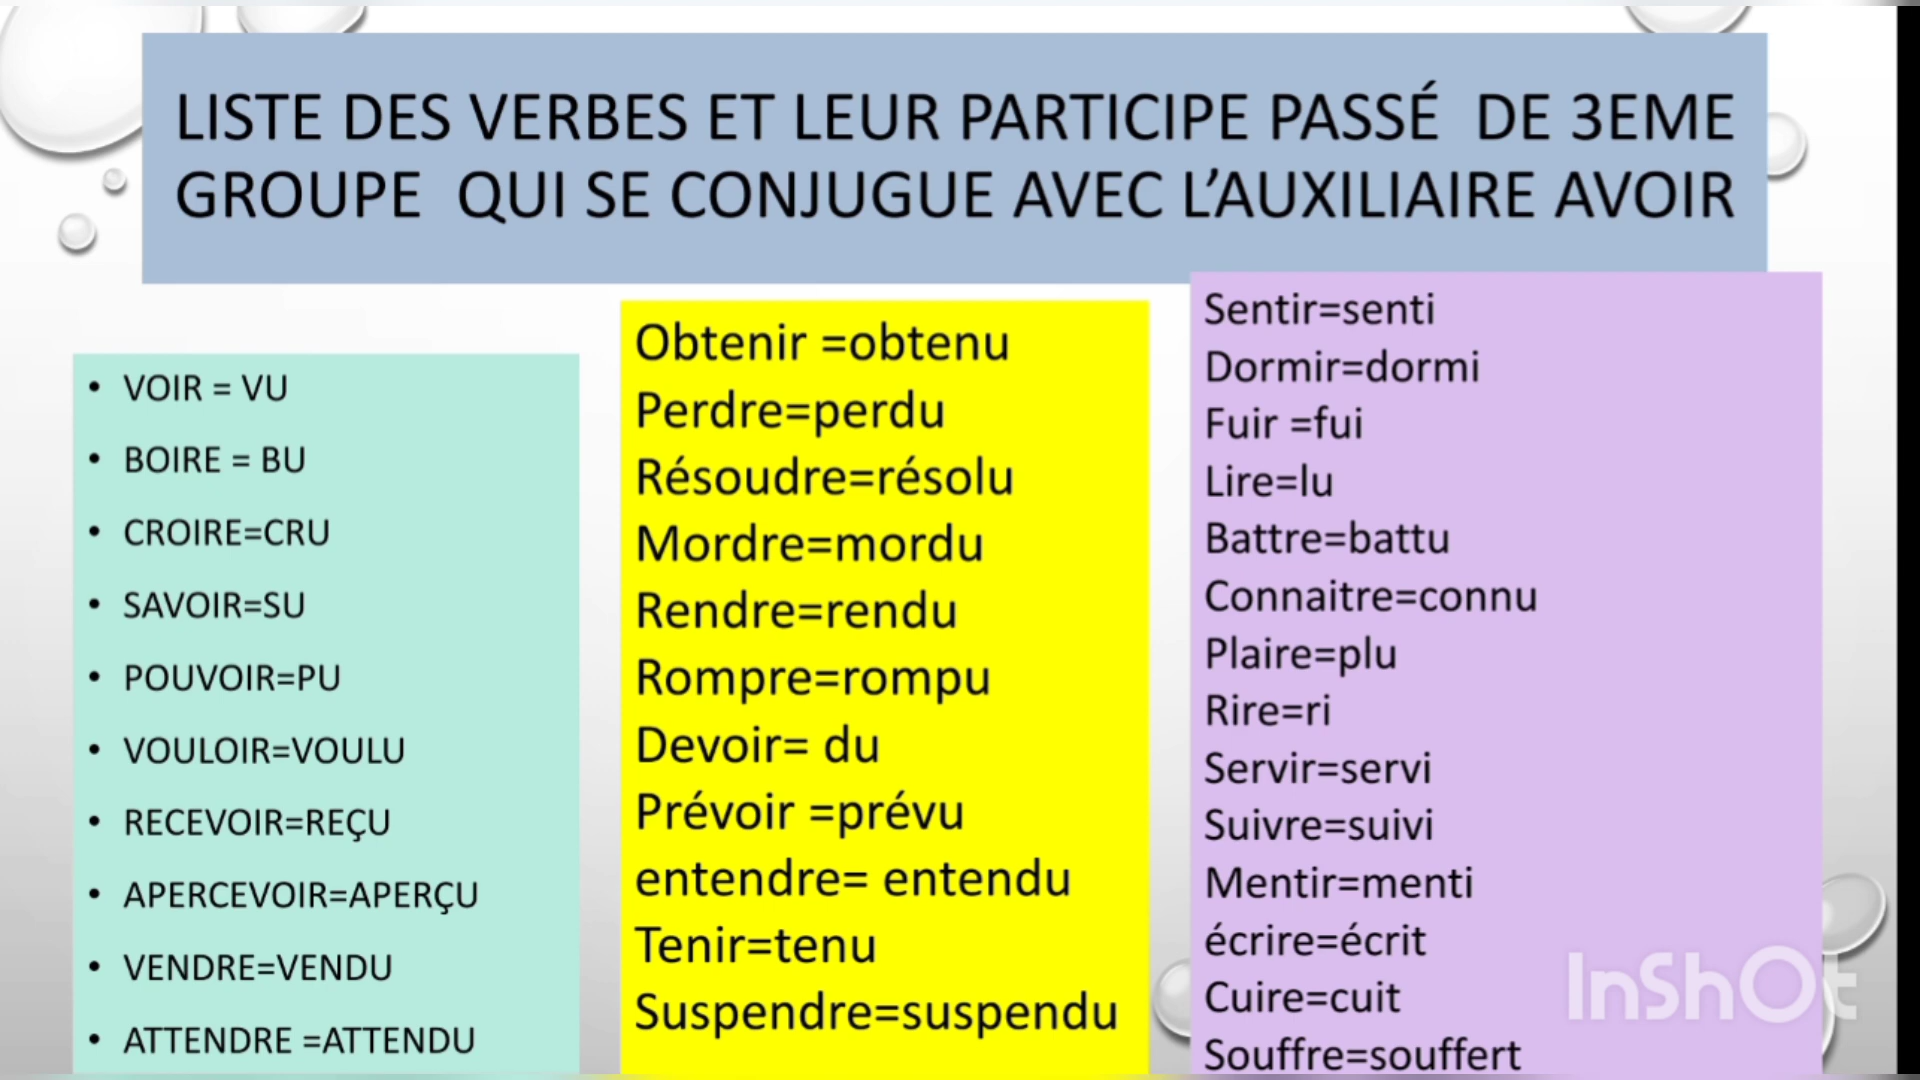 LISTE DES VERBES ET LEUR PARTICIPE PASSÉ DE 3EME
GROUPE QUI SE CONJUGUE AVEC L’AUXILIAIRE AVOIR
• VOIR = VU
• BOIRE = BU
• CROIRE=CRU
• SAVOIR=SU
• POUVOIR=PU
• VOULOIR=VOULU
• RECEVOIR=REÇU
• APERCEVOIR=APERÇU
• VENDRE=VENDU
• ATTENDRE =ATTENDU
Obtenir =obtenu
Perdre=perdu
Résoudre=résolu
Mordre=mordu
Rendre=rendu
Rompre=rompu
Devoir= du
Prévoir =prévu
entendre= entendu
Tenir=tenu
Suspendre=suspendu
Sentir=senti
Dormir=dormi
Fuir =fui
Lire=lu
Battre=battu
Connaitre=connu
Plaire=plu
Rire=ri
Servir=servi
Suivre=suivi
Mentir=menti
écrire=écrit
Cuire=cuit
Souffre=souffert
InShOt